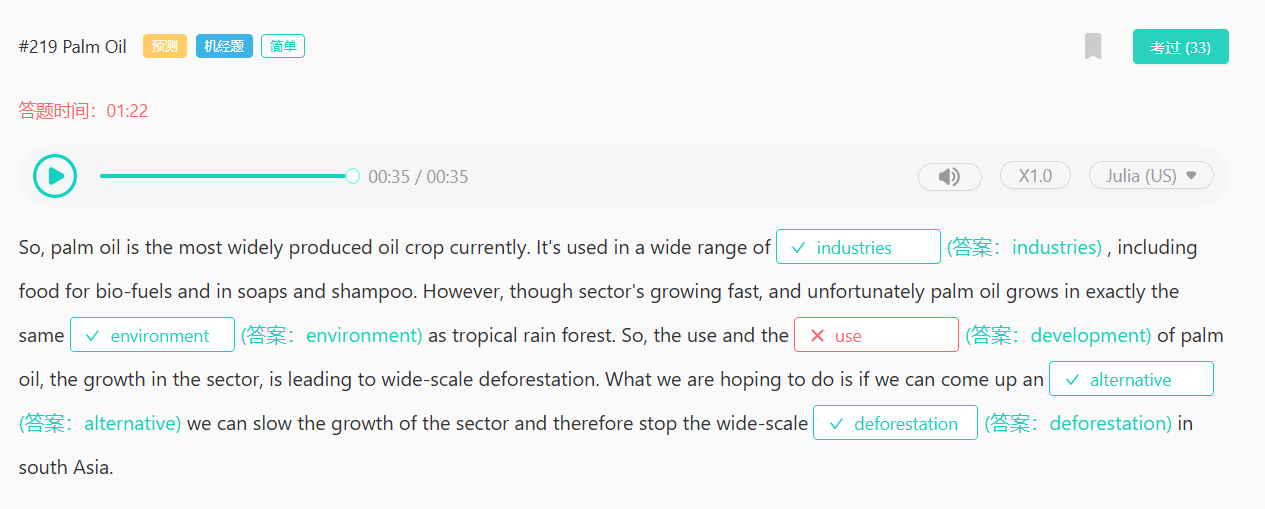 #219 Palm Oil 预测 机经题 简单 考过 (33)
答题时间：01:22
00:35 / 00:35 X1.0 Julia (US)
So, palm oil is the most widely produced oil crop currently. It's used in a wide range of industries (答案：industries) , including
food for bio-fuels and in soaps and shampoo. However, though sector's growing fast, and unfortunately palm oil grows in exactly the
same environment (答案：environment) as tropical rain forest. So, the use and the use (答案：development) of palm
oil, the growth in the sector, is leading to wide-scale deforestation. What we are hoping to do is if we can come up an alternative
(答案：alternative) we can slow the growth of the sector and therefore stop the wide-scale deforestation (答案：deforestation) in
south Asia.